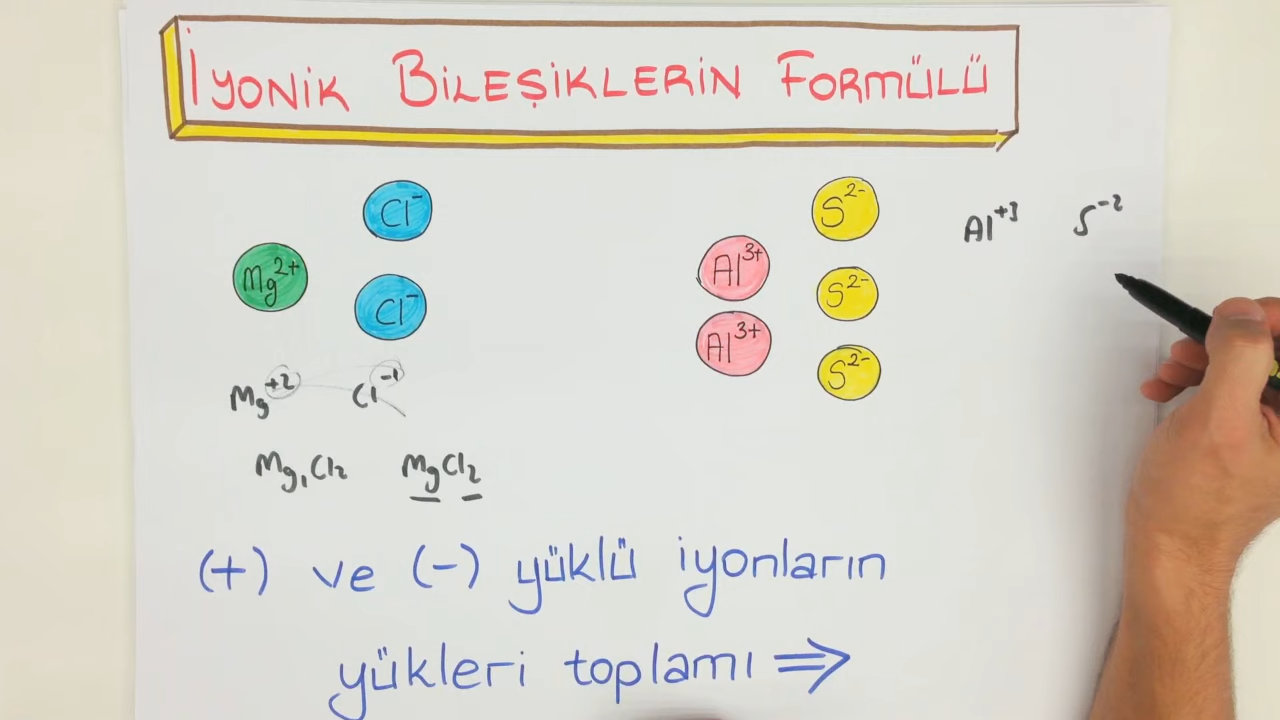 İYONİK BİLEŞİKLERİN FORMÜLÜ
Cl⁻
Mg²⁺
Cl⁻
Mg⁺² Cl⁻¹
Mg₁Cl₂ MgCl₂
S²⁻
Al³⁺
S²⁻
Al³⁺
S²⁻
Al⁺³ S⁻²
(+) ve (-) yüklü iyonların
yükleri toplamı ⇒